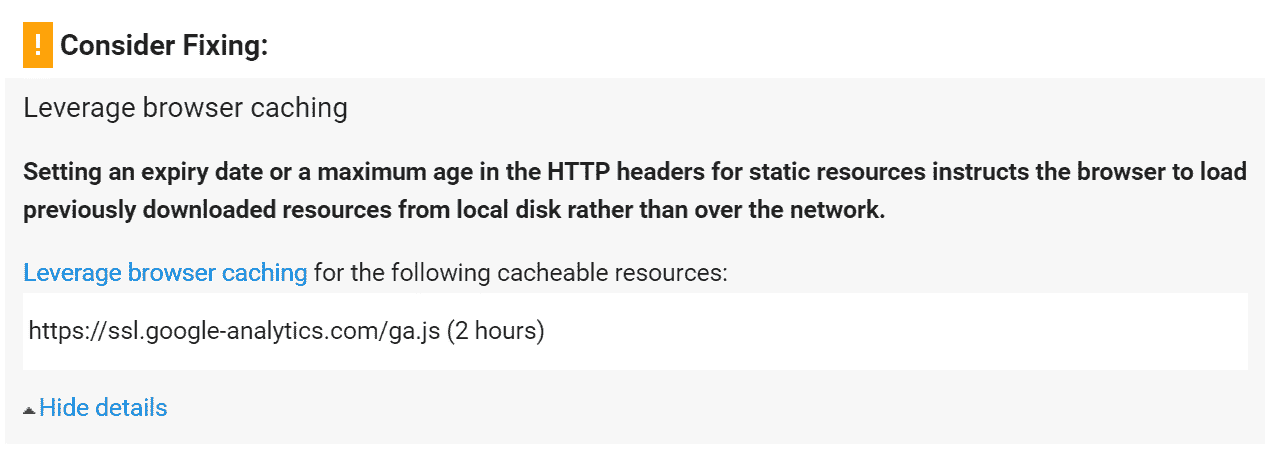 ! Consider Fixing:
Leverage browser caching
Setting an expiry date or a maximum age in the HTTP headers for static resources instructs the browser to load
previously downloaded resources from local disk rather than over the network.
Leverage browser caching for the following cacheable resources:
https://ssl.google-analytics.com/ga.js (2 hours)
Hide details